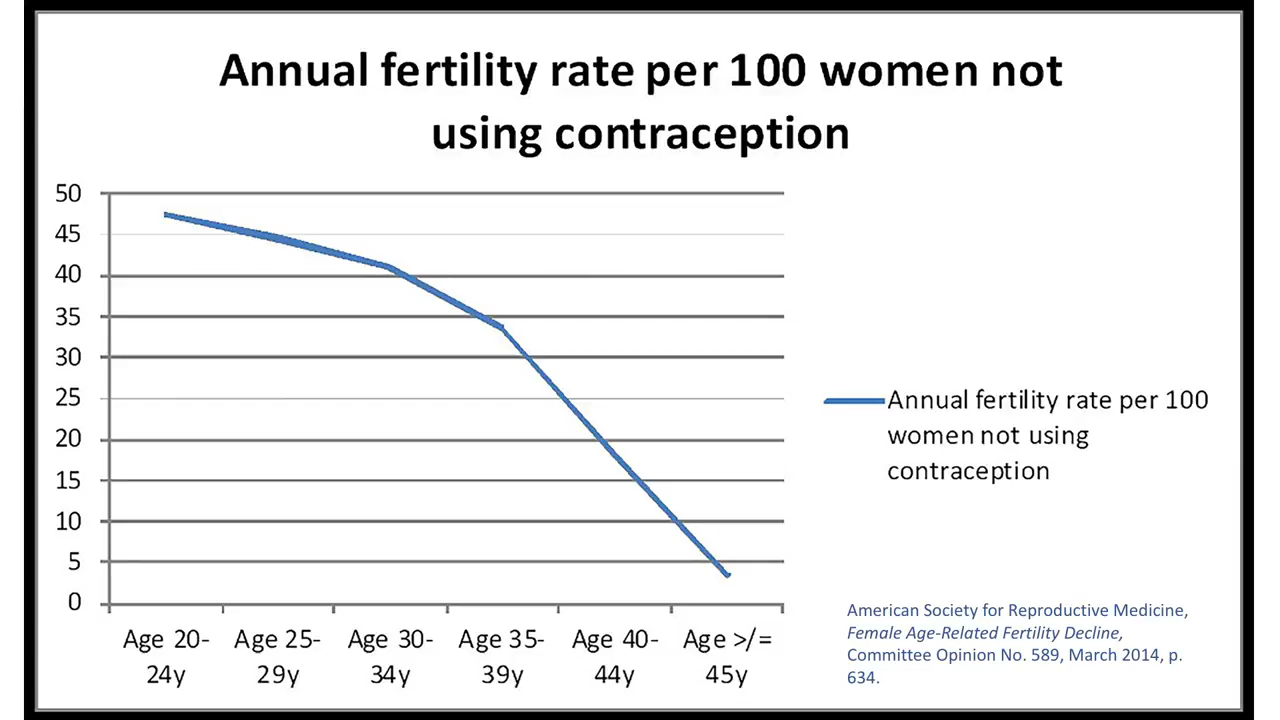 Annual fertility rate per 100 women not
using contraception
50
45
40
35
30
25
20
15
10
5
0
Age 20-
24y
Age 25-
29y
Age 30-
34y
Age 35-
39y
Age 40-
44y
Age >/=
45y
Annual fertility rate per 100
women not using
contraception
American Society for Reproductive Medicine,
Female Age-Related Fertility Decline,
Committee Opinion No. 589, March 2014, p.
634.